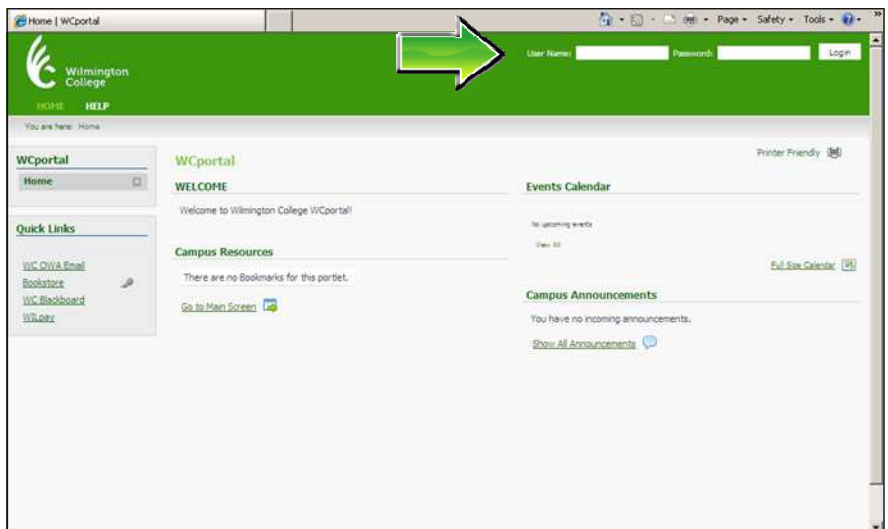 Home | WCportal
Page Safety Tools
User Name: Password: Login
Wilmington
College
HOME HELP
You are here: Home
Printer Friendly
WCportal
Home
Quick Links
WC OWA Email
Bookstore
WC Blackboard
WILpay
WCportal
WELCOME
Welcome to Wilmington College WCportal!
Campus Resources
There are no Bookmarks for this portlet.
Go to Main Screen
Events Calendar
No upcoming events
View All
Full Size Calendar
Campus Announcements
You have no incoming announcements.
Show All Announcements